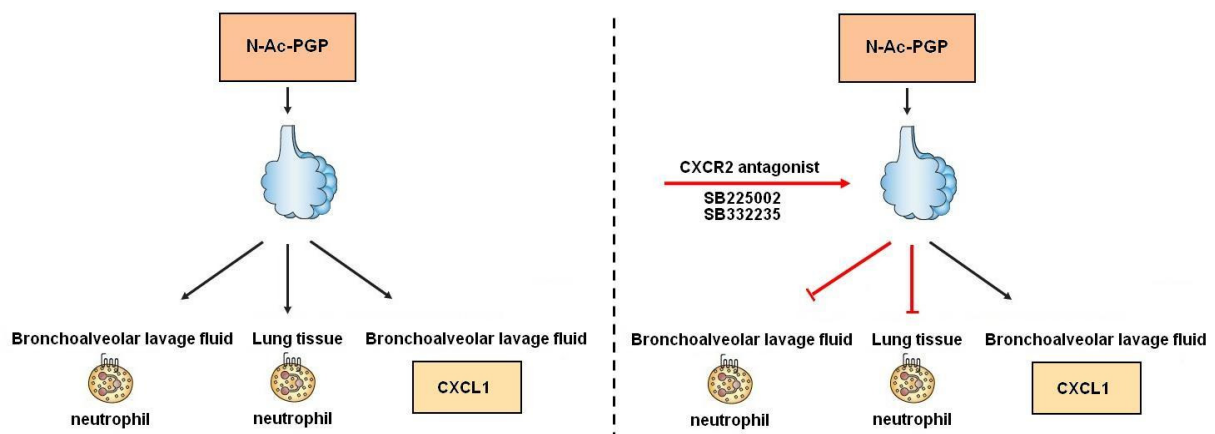 N-Ac-PGP
Bronchoalveolar lavage fluid
neutrophil
Lung tissue
neutrophil
Bronchoalveolar lavage fluid
CXCL1
N-Ac-PGP
CXCR2 antagonist
SB225002
SB332235
Bronchoalveolar lavage fluid
neutrophil
Lung tissue
neutrophil
Bronchoalveolar lavage fluid
CXCL1